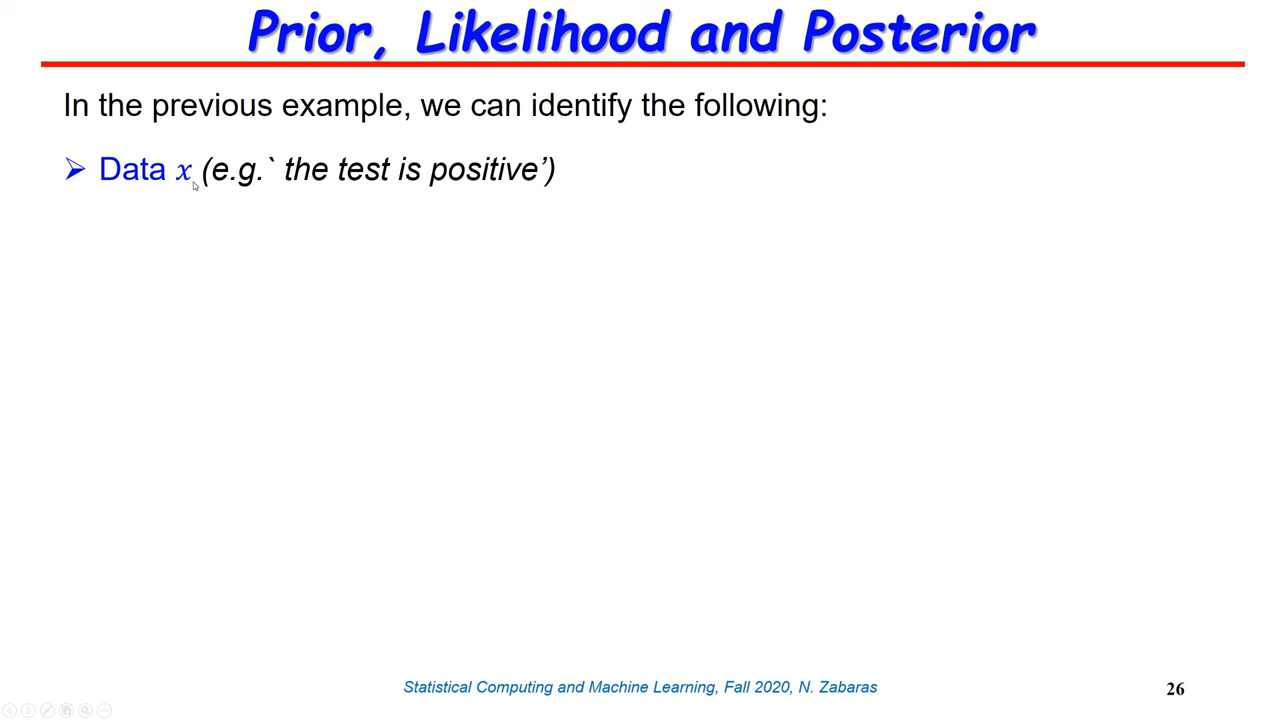 Prior, Likelihood and Posterior
In the previous example, we can identify the following:
➢ Data 𝑥 (e.g.` the test is positive’)
Statistical Computing and Machine Learning, Fall 2020, N. Zabaras
26